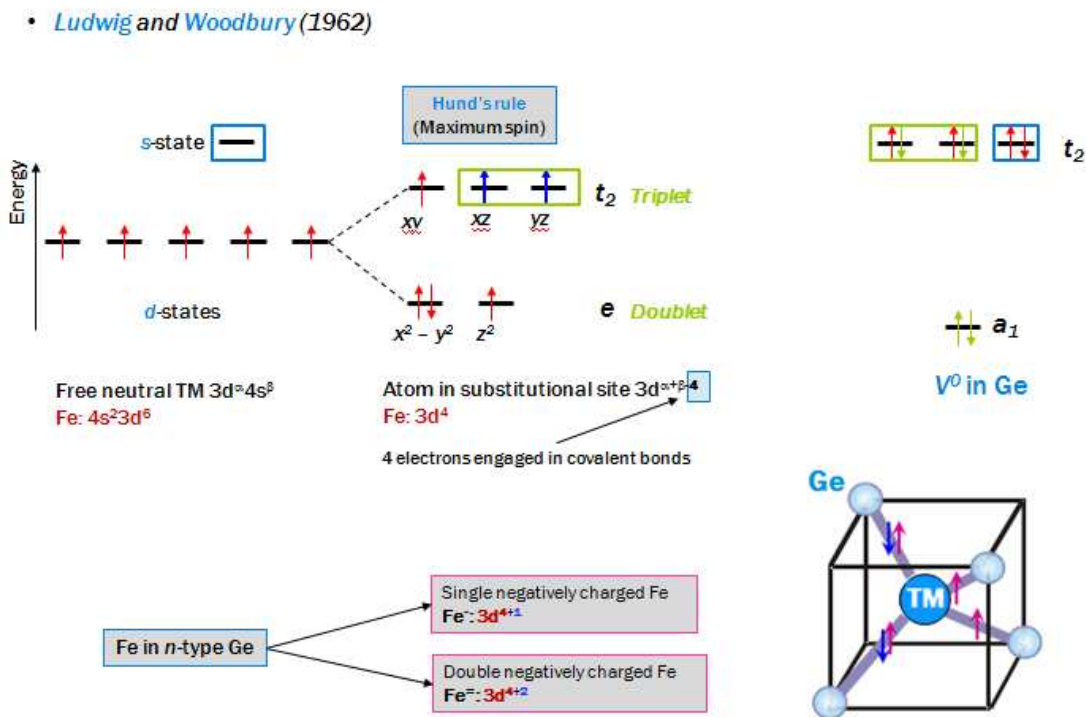 • Ludwig and Woodbury (1962)
Hund's rule
(Maximum spin)
s-state
Energy
t₂ Triplet
xy
xz
yz
t₂
d-states
e Doublet
x² – y²
z²
a₁
Free neutral TM 3dᵅ4sᵝ
Fe: 4s²3d⁶
Atom in substitutional site 3dᵅ⁺ᵝ⁻⁴
Fe: 3d⁴
V⁰ in Ge
4 electrons engaged in covalent bonds
Ge
TM
Fe in n-type Ge
Single negatively charged Fe
Fe⁻: 3d⁴⁺¹
Double negatively charged Fe
Fe⁼: 3d⁴⁺²